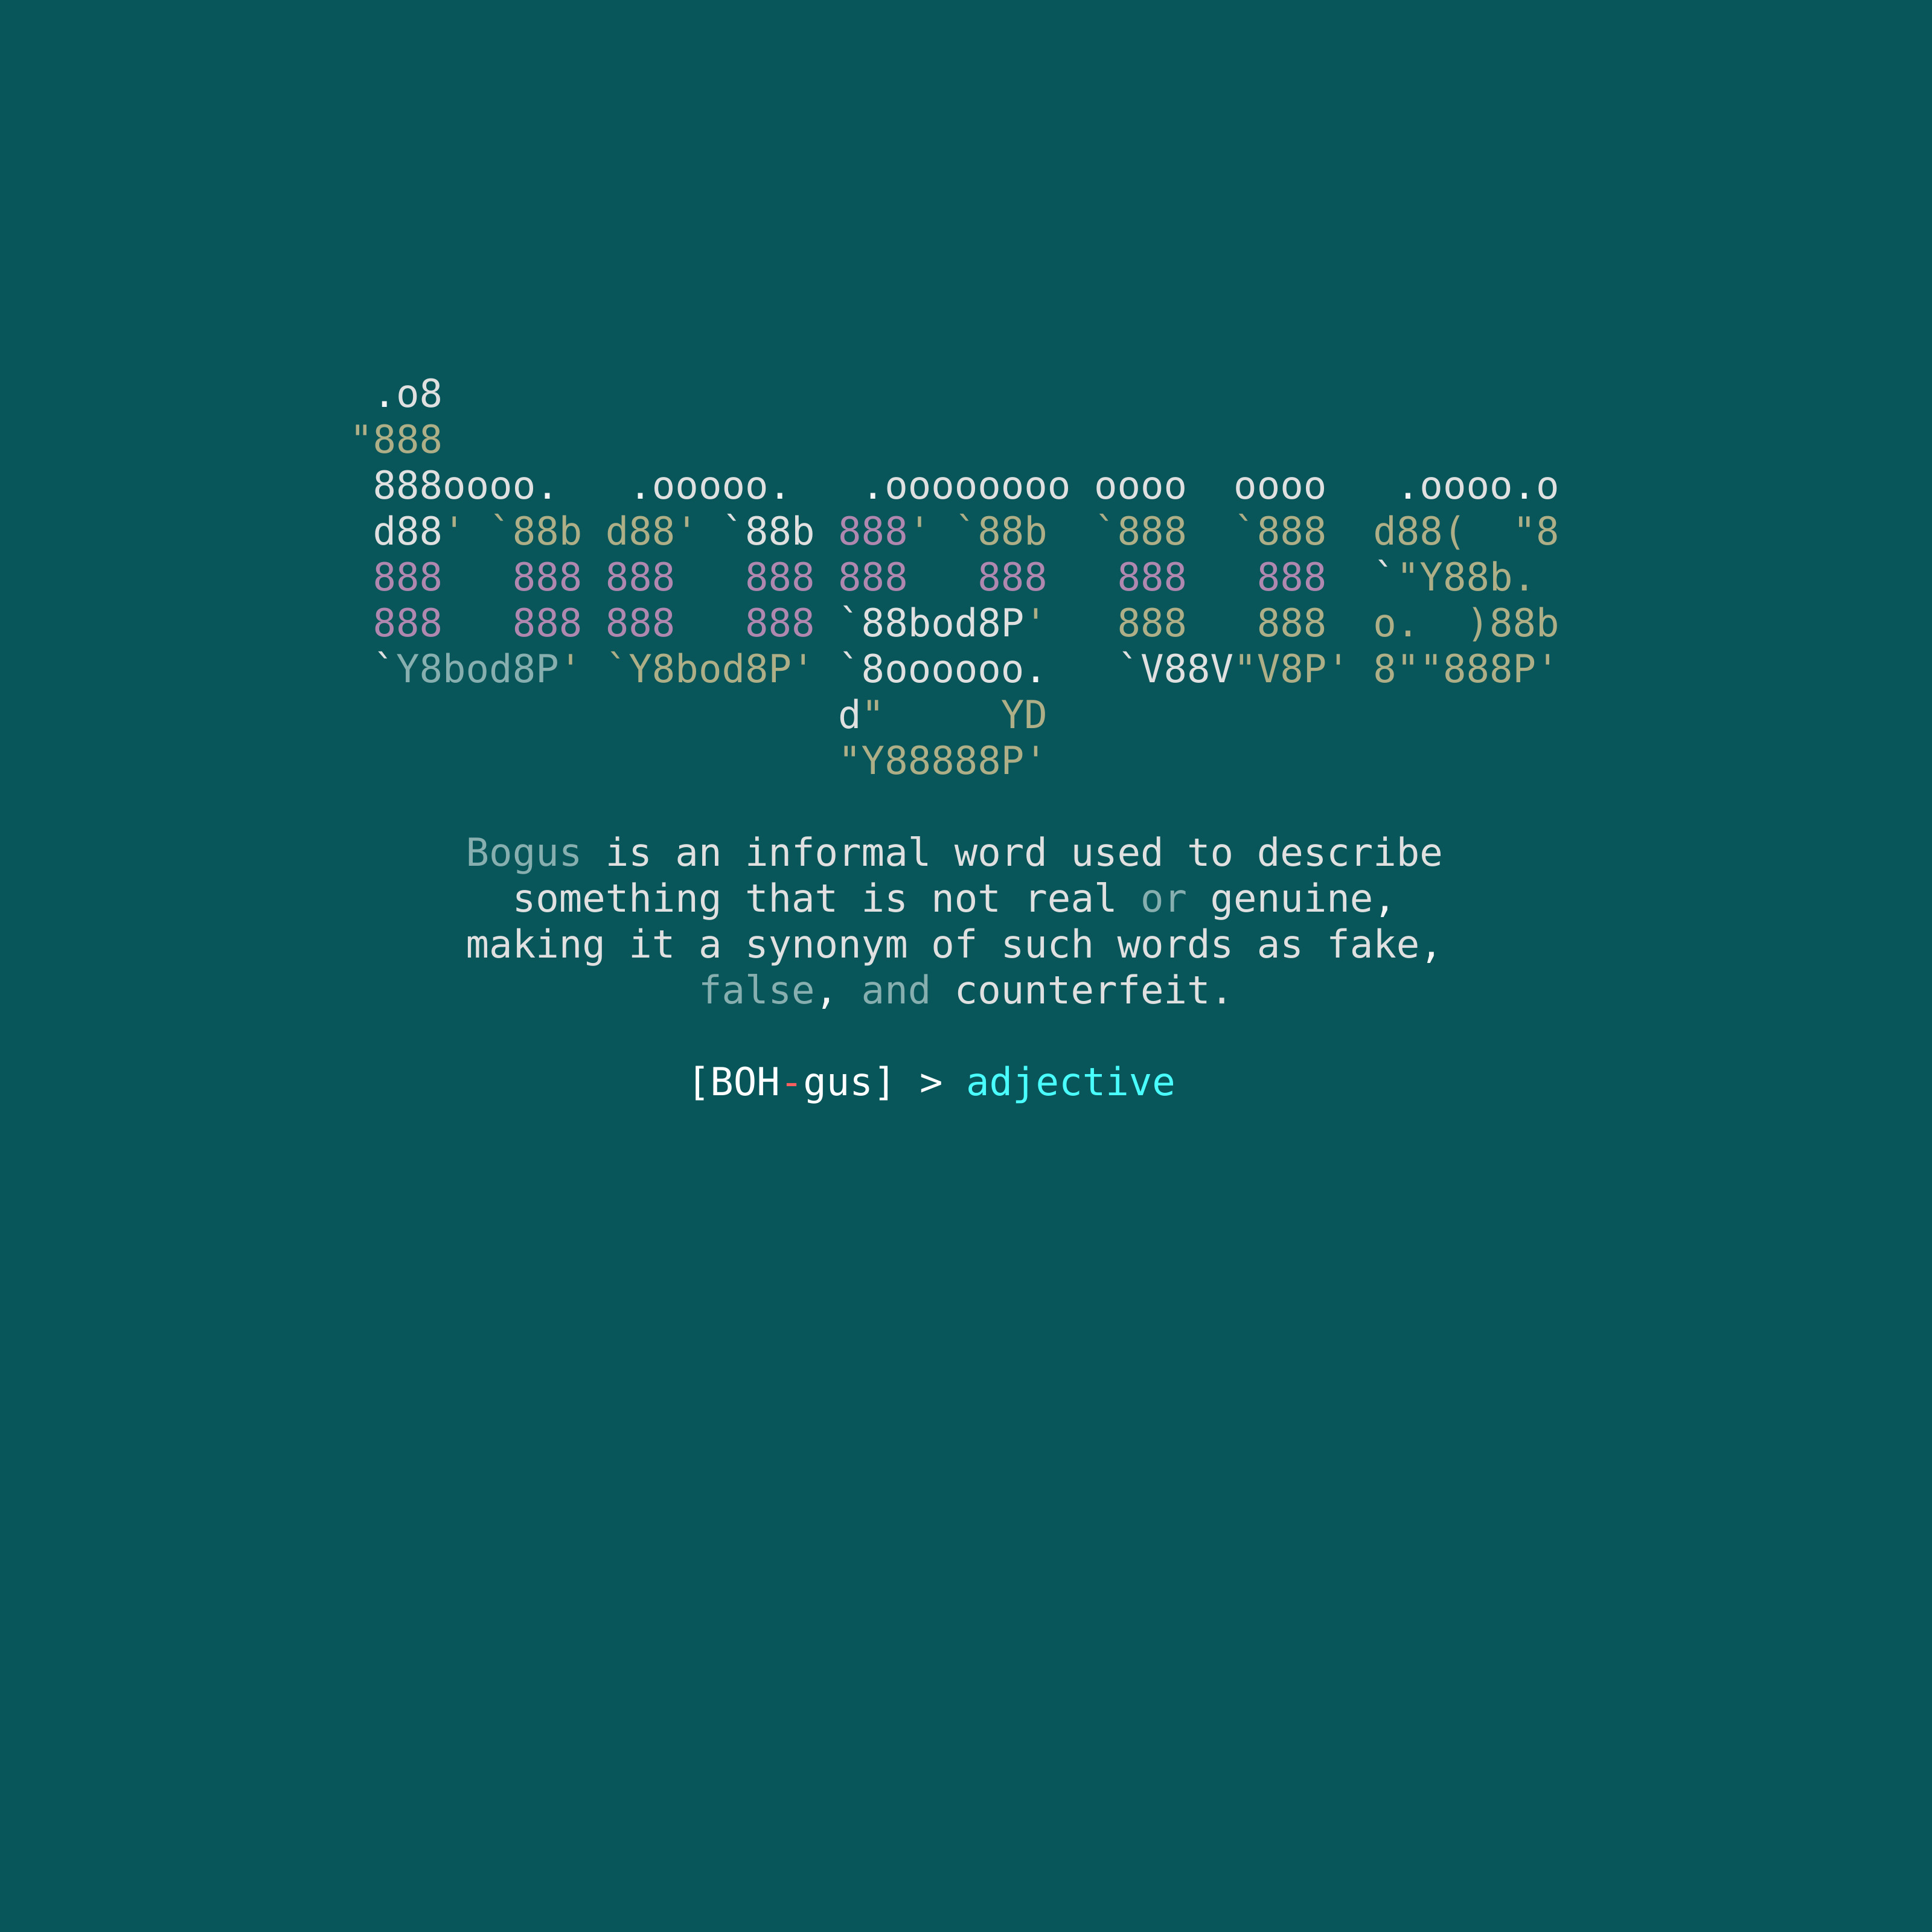 .o8
"888
 888oooo.   .ooooo.   .oooooooo oooo  oooo   .oooo.o
 d88' `88b d88' `88b 888' `88b  `888  `888  d88(  "8
 888   888 888   888 888   888   888   888  `"Y88b.
 888   888 888   888 `88bod8P'   888   888  o.  )88b
 `Y8bod8P' `Y8bod8P' `8oooooo.   `V88V"V8P' 8""888P'
                     d"     YD
                     "Y88888P'
Bogus is an informal word used to describe
something that is not real or genuine,
making it a synonym of such words as fake,
false, and counterfeit.
[BOH-gus] > adjective